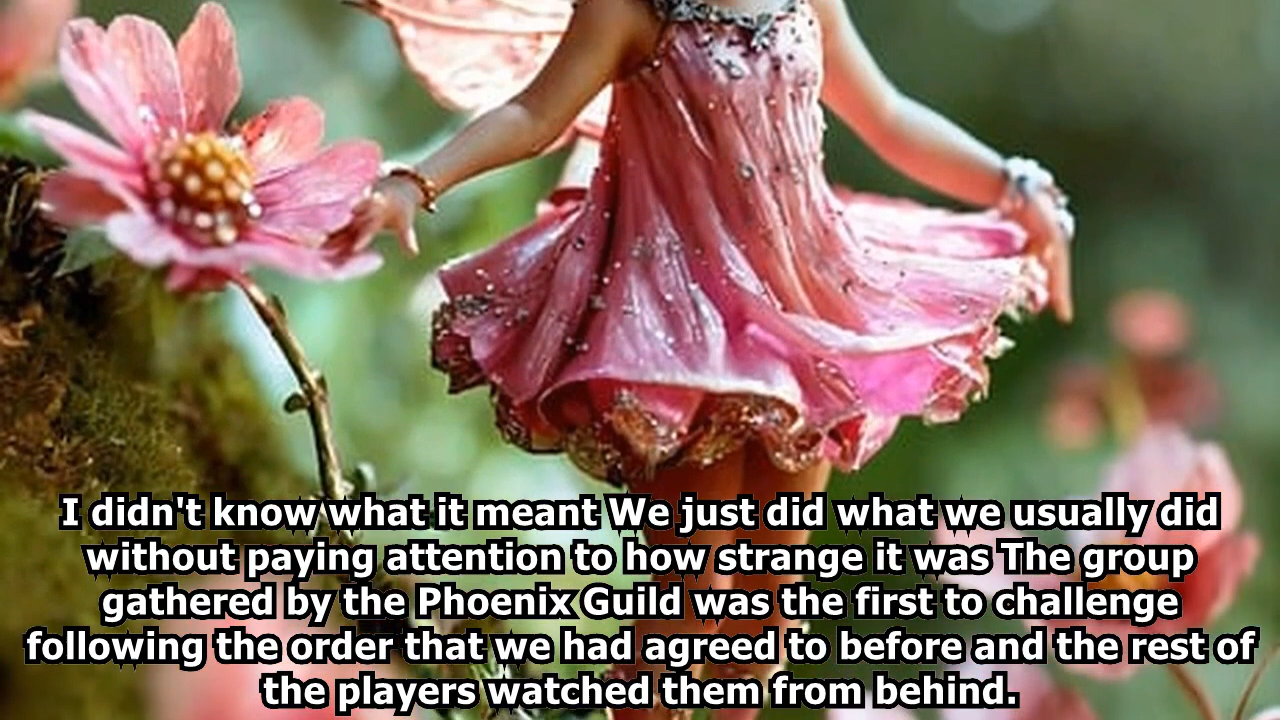 I didn't know what it meant We just did what we usually did
without paying attention to how strange it was The group
gathered by the Phoenix Guild was the first to challenge
following the order that we had agreed to before and the rest of
the players watched them from behind.